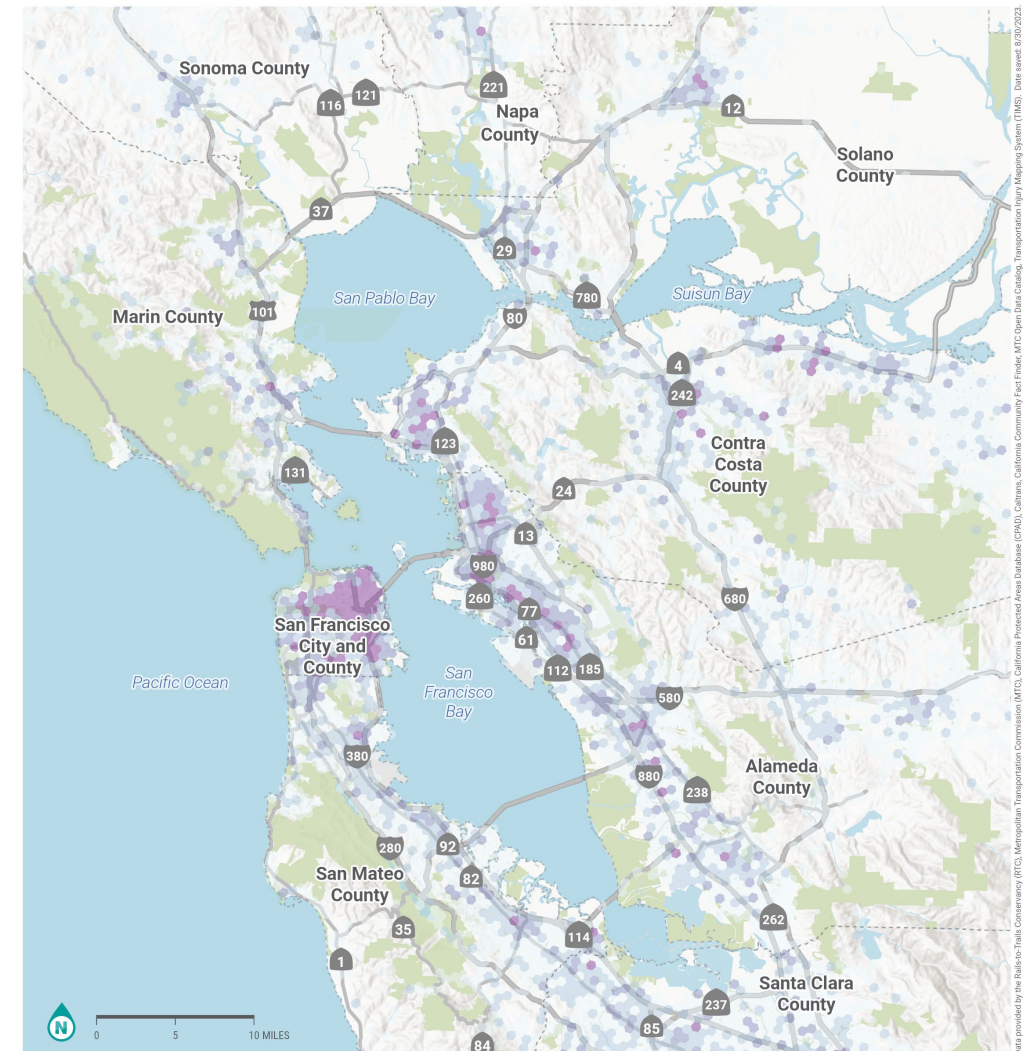 Sonoma County
121
116
221
Napa
County
12
Solano
County
37
29
780
San Pablo Bay
Suisun Bay
Marin County
101
80
4
242
123
Contra
Costa
County
131
24
13
980
260
680
77
San Francisco
City and
County
61
112
185
Pacific Ocean
San
Francisco
Bay
580
380
880
Alameda
County
238
280
92
San Mateo
County
82
35
262
114
1
Santa Clara
County
237
85
84
N
0
5
10 MILES
ata provided by the Rails-to-Trails Conservancy (RTC), Metropolitan Transportation Commission (MTC), California Protected Areas Database (CPAD), Caltrans, California Community Fact Finder, MTC Open Data Catalog, Transportation Injury Mapping System (TIMS). Date saved: 8/30/2023.